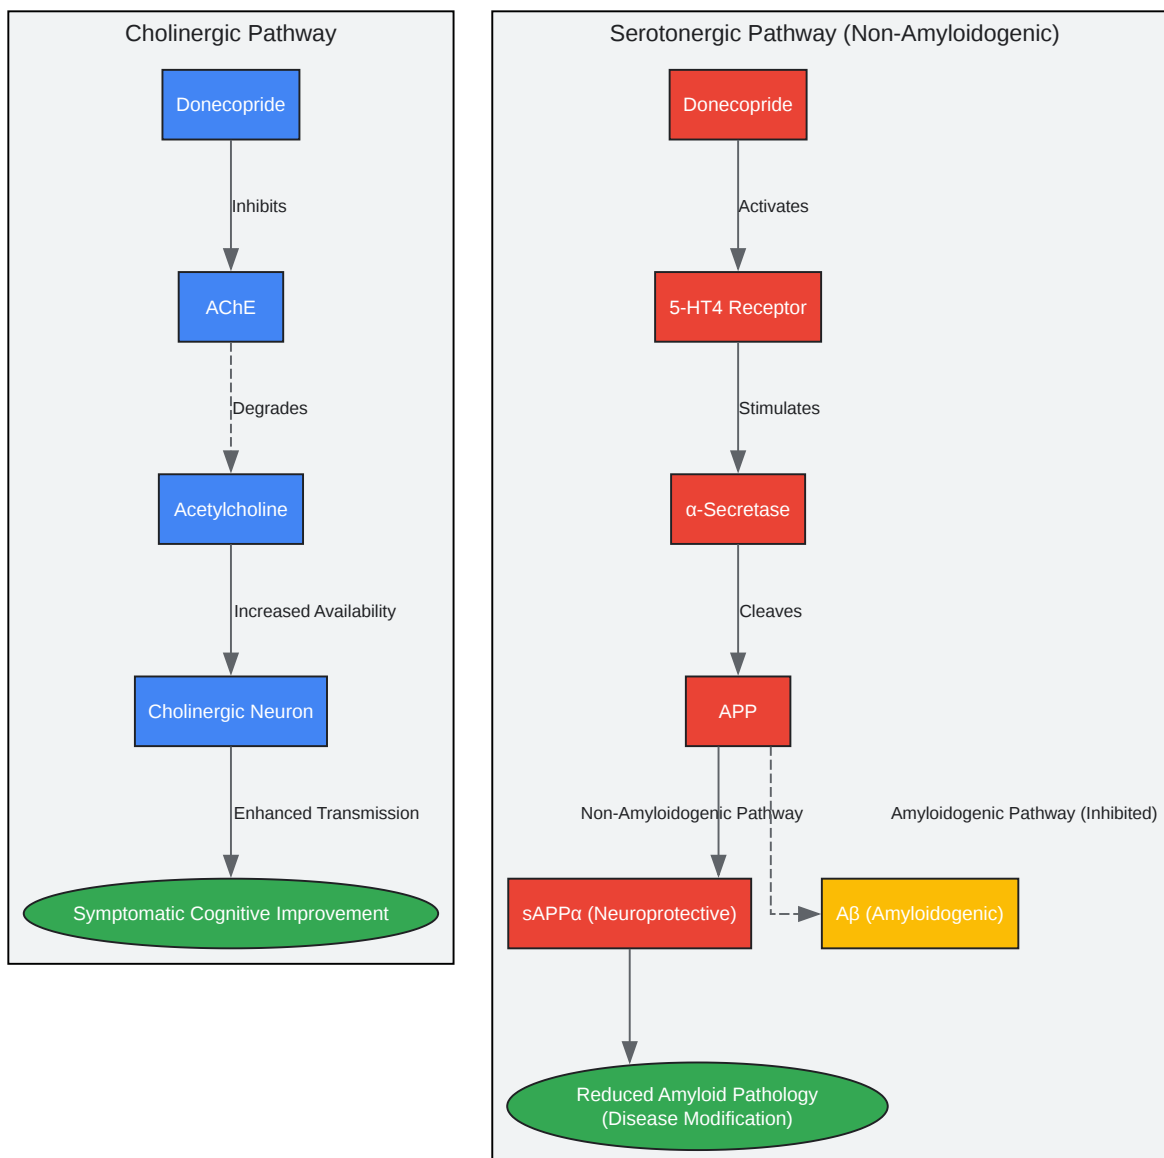 Cholinergic Pathway
Donecopride
Inhibits
AChE
Degrades
Acetylcholine
Increased Availability
Cholinergic Neuron
Enhanced Transmission
Symptomatic Cognitive Improvement
Serotonergic Pathway (Non-Amyloidogenic)
Donecopride
Activates
5-HT4 Receptor
Stimulates
α-Secretase
Cleaves
APP
Non-Amyloidogenic Pathway
Amyloidogenic Pathway (Inhibited)
sAPPα (Neuroprotective)
Aβ (Amyloidogenic)
Reduced Amyloid Pathology
(Disease Modification)